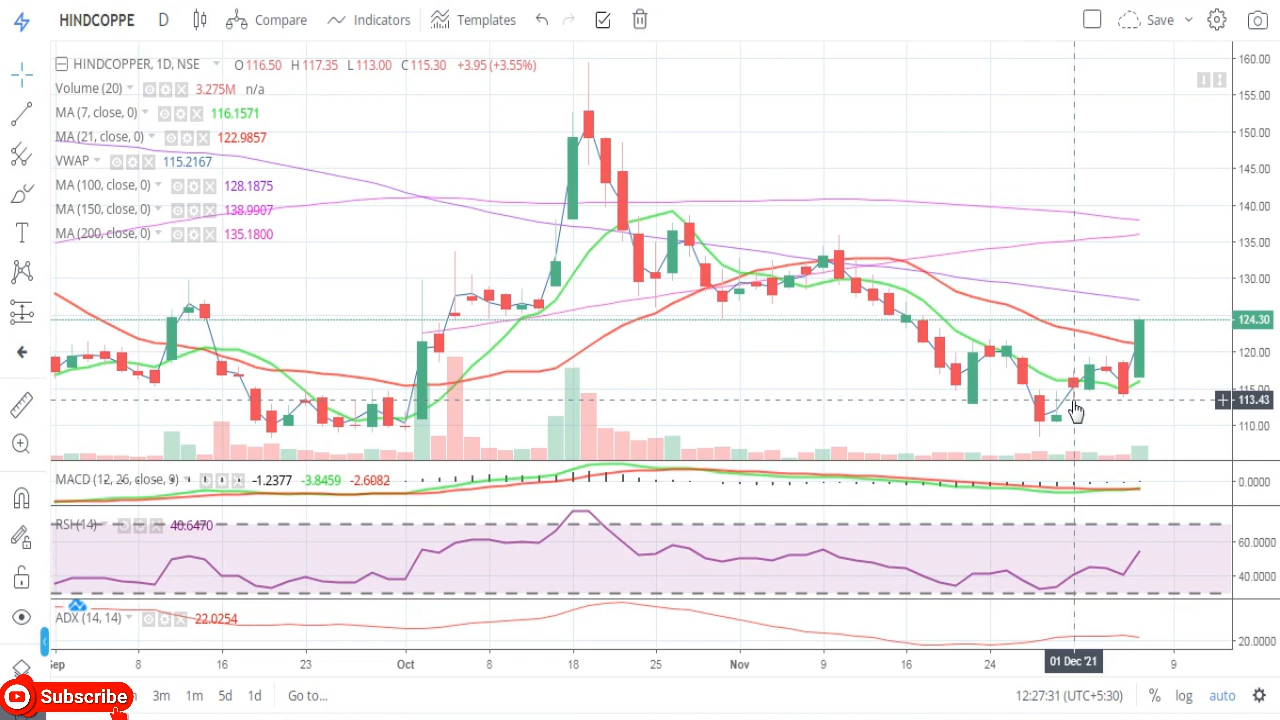 HINDCOPPE D Compare Indicators Templates Save
HINDCOPPER, 1D, NSE O 116.50 H 117.35 L 113.00 C 115.30 +3.95 (+3.55%)
Volume (20) 3.275M n/a
MA (7, close, 0) 116.1571
MA (21, close, 0) 122.9857
VWAP 115.2167
MA (100, close, 0) 128.1875
MA (150, close, 0) 138.9907
MA (200, close, 0) 135.1800
160.00
155.00
150.00
145.00
140.00
135.00
130.00
124.30
120.00
115.00
113.43
110.00
MACD (12, 26, close, 9) -1.2377 -3.8459 -2.6082
0.0000
RSI (14) 40.6470
60.0000
40.0000
ADX (14, 14) 22.0254
20.0000
Sep 8 16 23 Oct 8 18 25 Nov 9 16 24 01 Dec '21 9
Subscribe
3m 1m 5d 1d Go to... 12:27:31 (UTC+5:30) % log auto